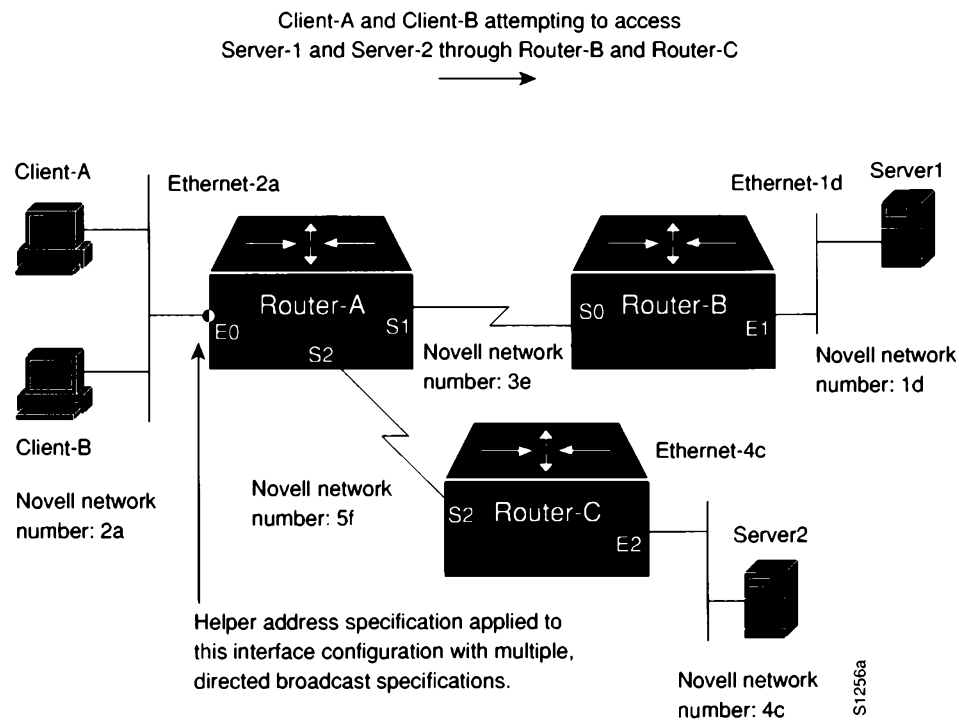 Client-A and Client-B attempting to access
Server-1 and Server-2 through Router-B and Router-C
Client-A
Ethernet-2a
Ethernet-1d
Server1
Router-A
E0
S1
S2
S0
Router-B
E1
Novell network
number: 3e
Novell network
number: 1d
Client-B
Novell network
number: 2a
Novell network
number: 5f
Ethernet-4c
S2
Router-C
E2
Server2
Helper address specification applied to
this interface configuration with multiple,
directed broadcast specifications.
Novell network
number: 4c
S1256a